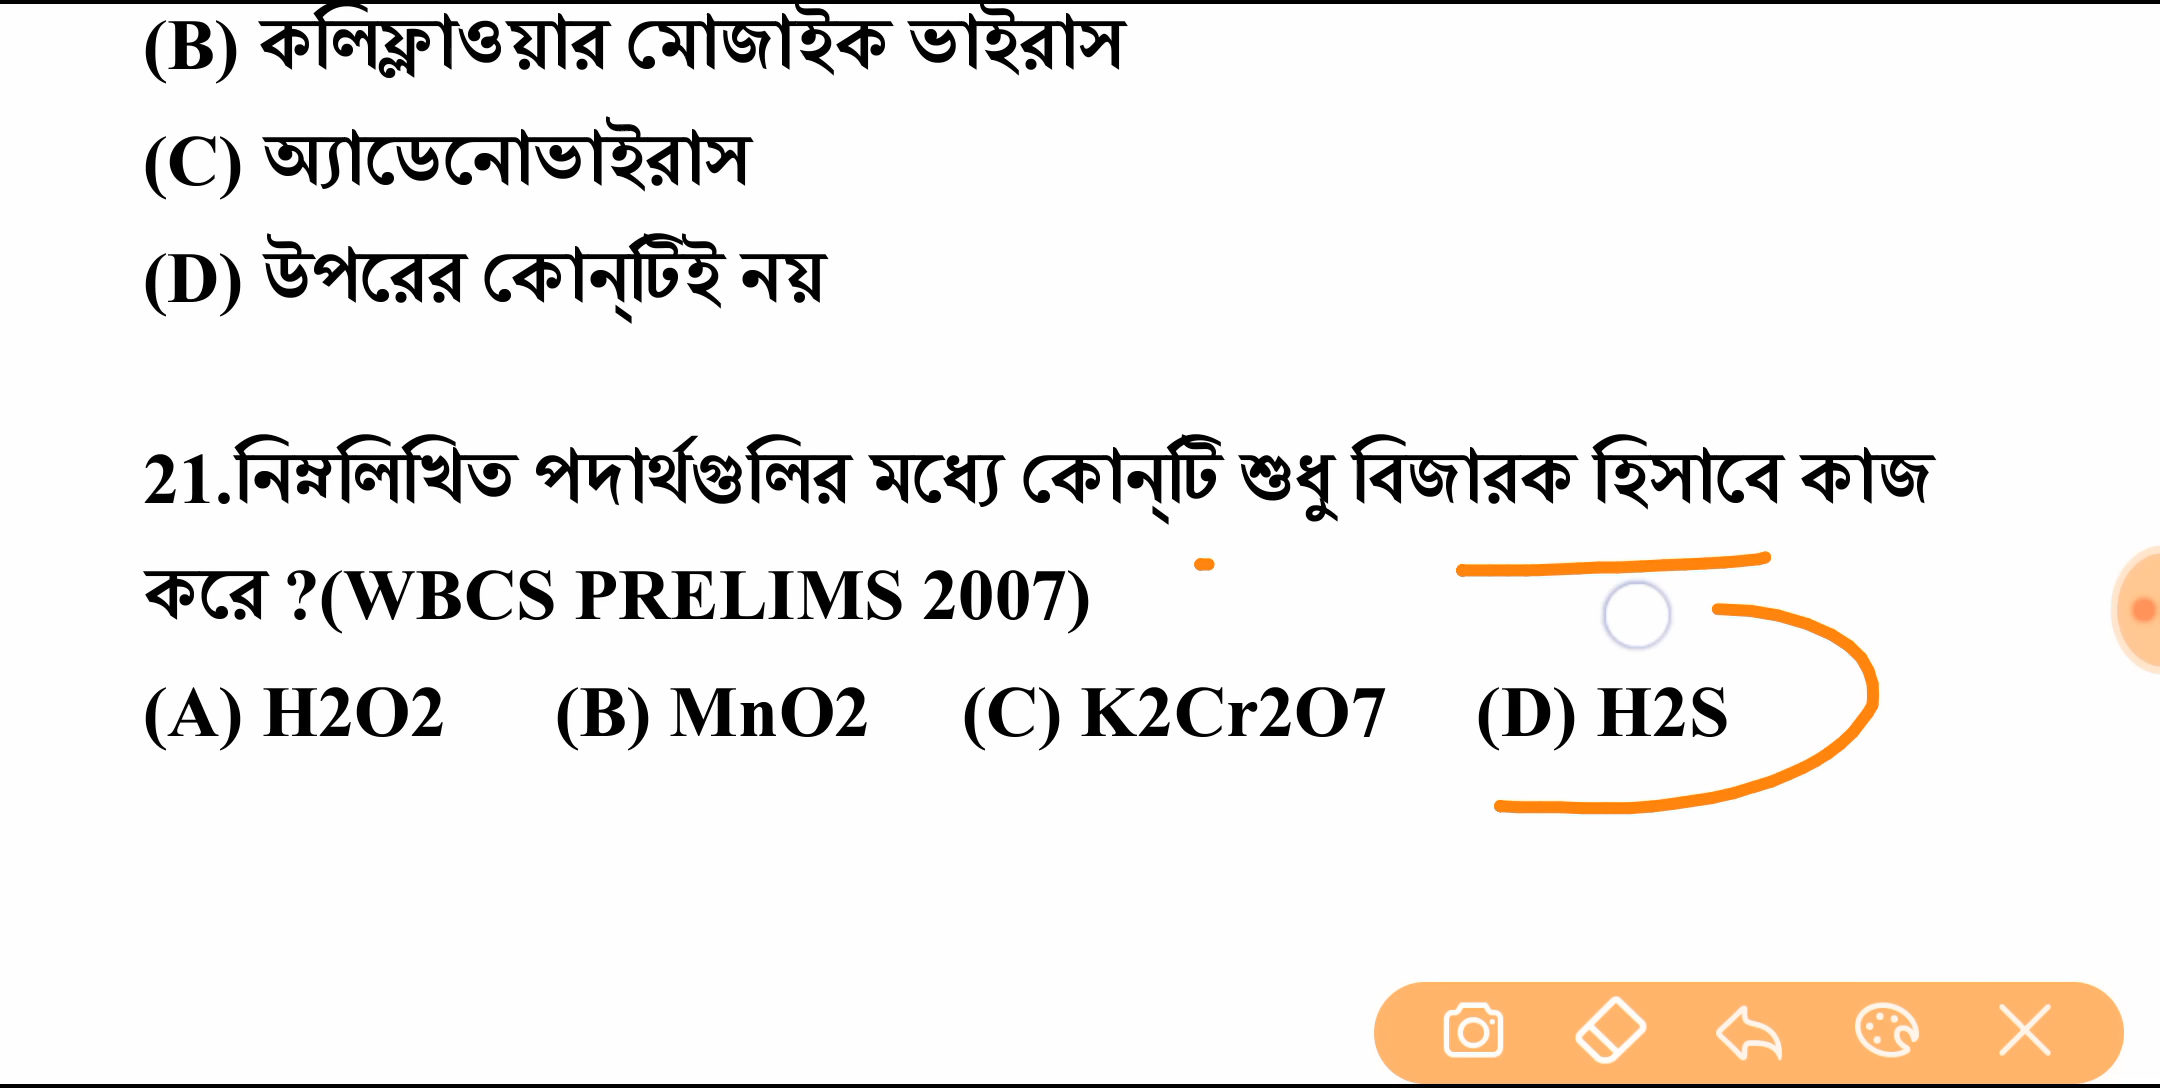 (B) কলিফ্লাওয়ার মোজাইক ভাইরাস
(C) অ্যাডেনোভাইরাস
(D) উপরের কোন্‌টিই নয়
21.নিম্নলিখিত পদার্থগুলির মধ্যে কোন্‌টি শুধু বিজারক হিসাবে কাজ
করে ?(WBCS PRELIMS 2007)
(A) H2O2 (B) MnO2 (C) K2Cr2O7 (D) H2S